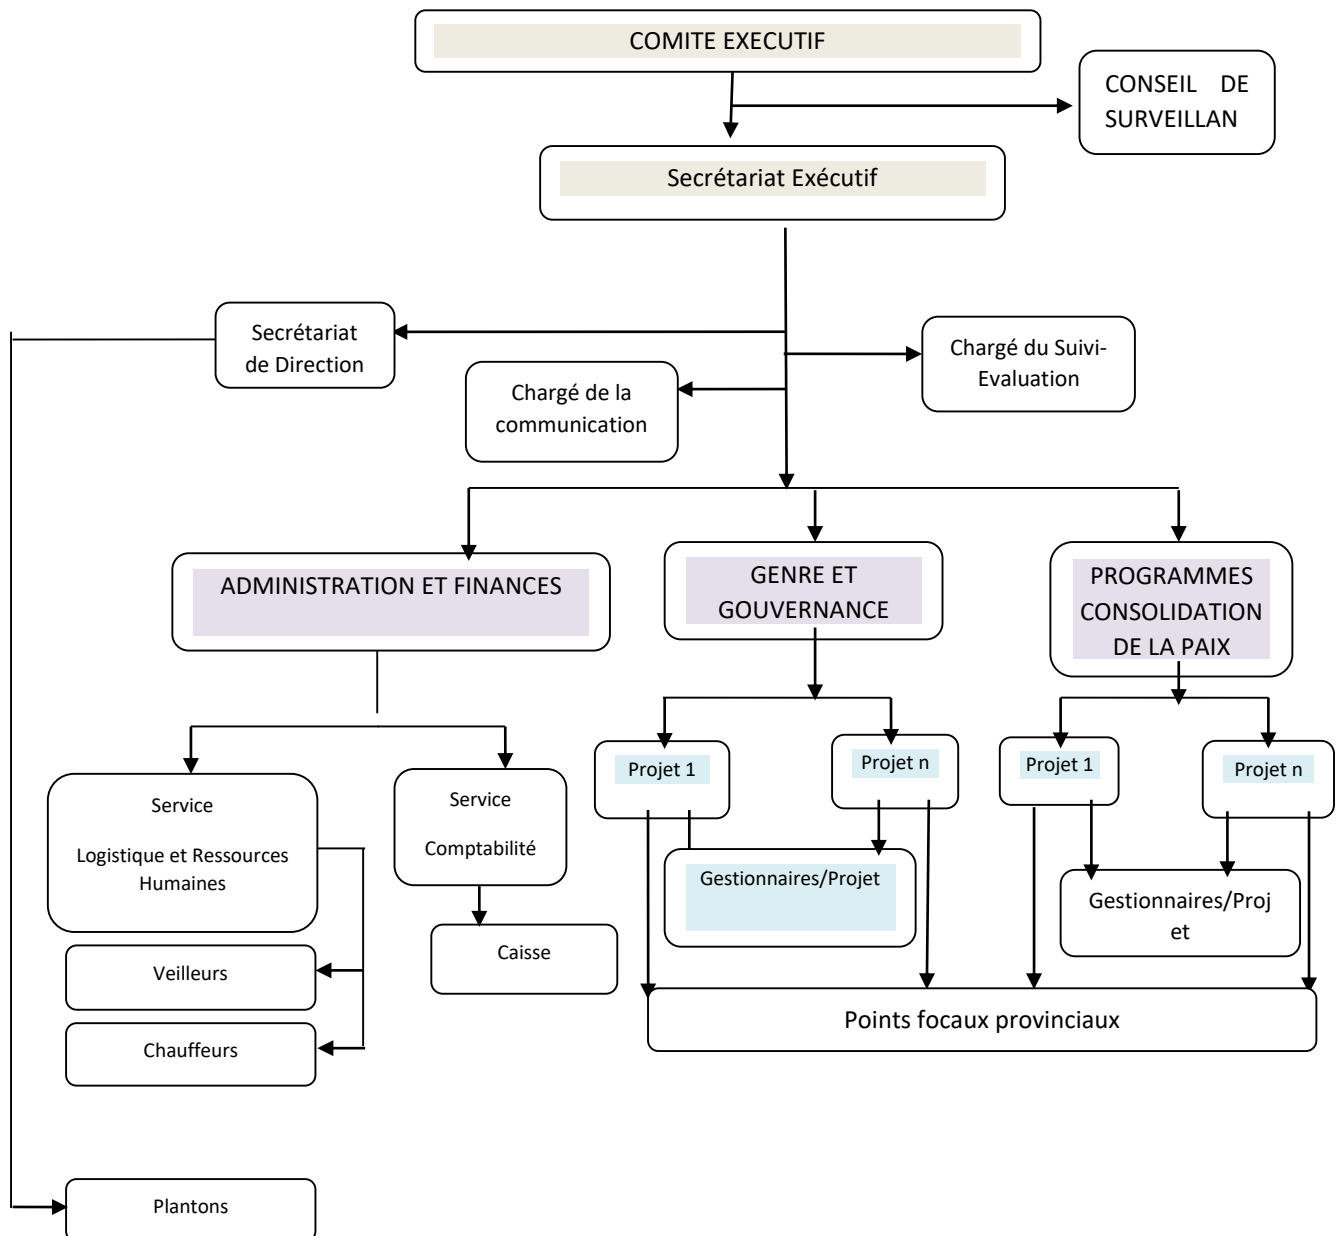 COMITE EXECUTIF
CONSEIL DE
SURVEILLAN
Secrétariat Exécutif
Secrétariat
de Direction
Chargé du Suivi-
Evaluation
Chargé de la
communication
ADMINISTRATION ET FINANCES
GENRE ET
GOUVERNANCE
PROGRAMMES
CONSOLIDATION
DE LA PAIX
Projet 1
Projet n
Projet 1
Projet n
Service
Logistique et Ressources
Humaines
Service
Comptabilité
Gestionnaires/Projet
Gestionnaires/Proj
et
Caisse
Veilleurs
Points focaux provinciaux
Chauffeurs
Plantons